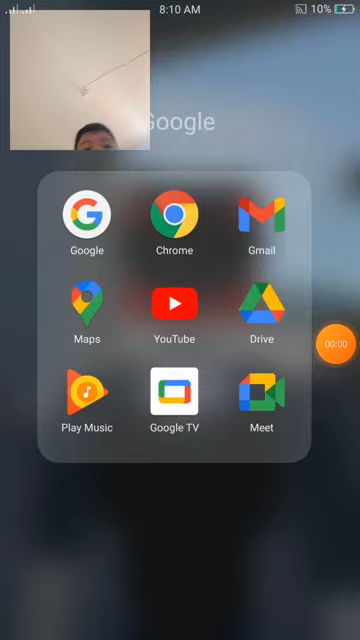 8:10 AM
10%
Google
Google
Chrome
Gmail
Maps
YouTube
Drive
00:00
Play Music
Google TV
Meet